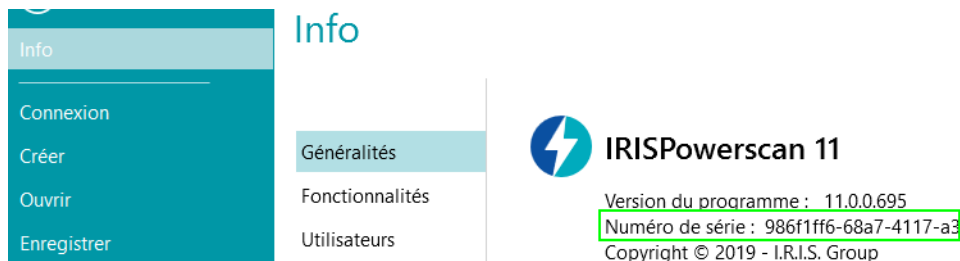 Info
Info
Connexion
Créer
Ouvrir
Enregistrer
Généralités
Fonctionnalités
Utilisateurs
IRISPowerscan 11
Version du programme : 11.0.0.695
Numéro de série : 986f1ff6-68a7-4117-a3
Copyright © 2019 - I.R.I.S. Group